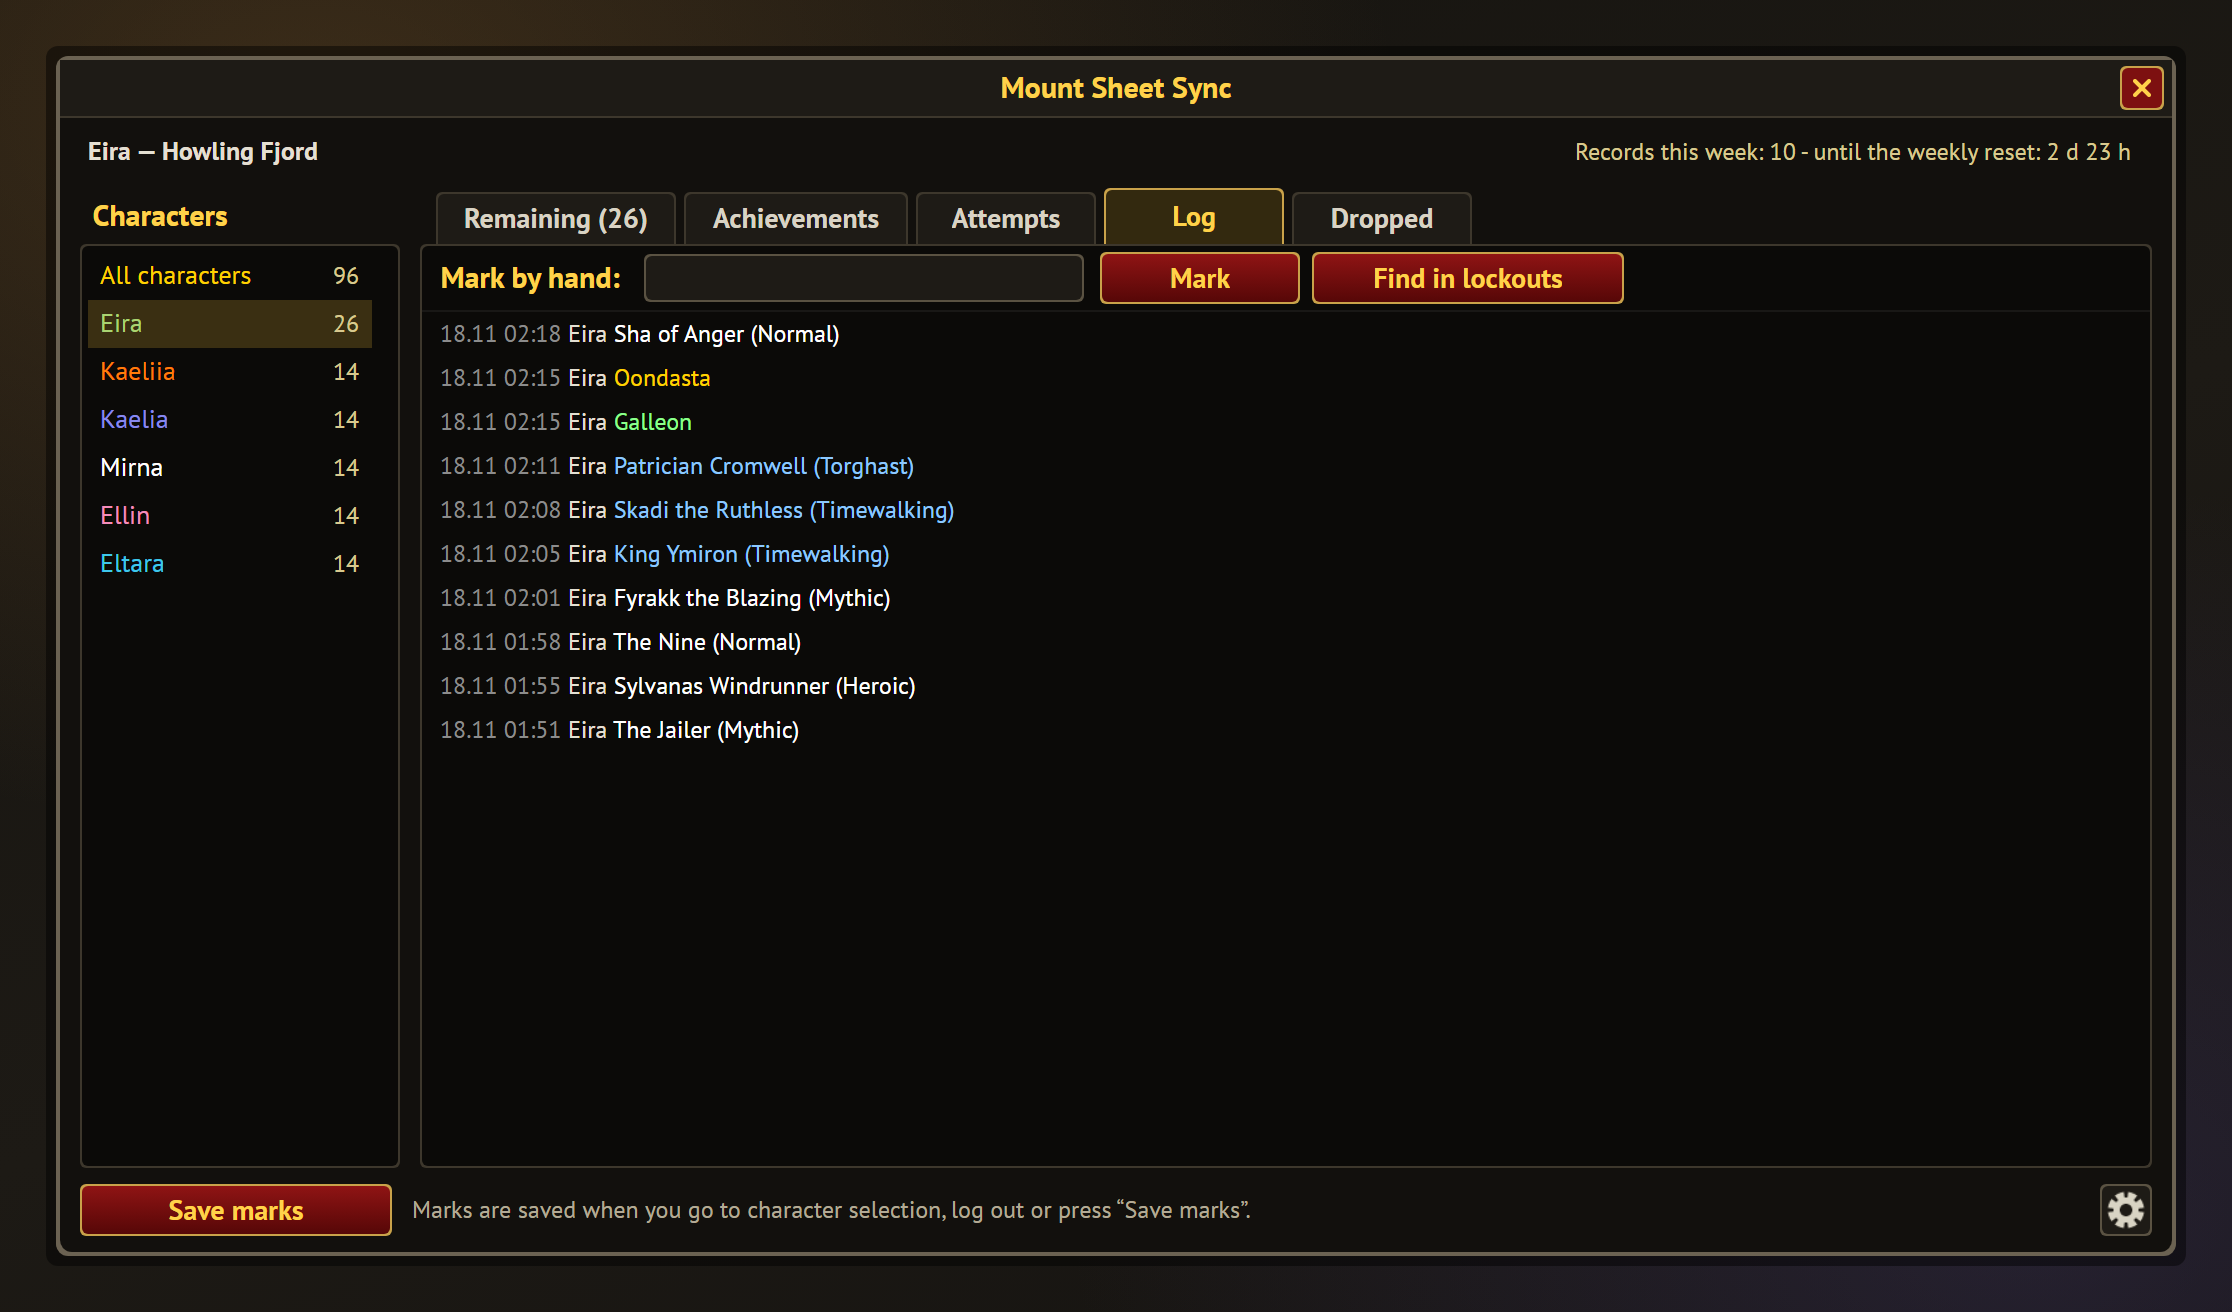 Mount Sheet Sync
Eira — Howling Fjord
Records this week: 10 - until the weekly reset: 2 d 23 h
Characters
All characters 96
Eira 26
Kaeliia 14
Kaelia 14
Mirna 14
Ellin 14
Eltara 14
Remaining (26)
Achievements
Attempts
Log
Dropped
Mark by hand:
Mark
Find in lockouts
18.11 02:18 Eira Sha of Anger (Normal)
18.11 02:15 Eira Oondasta
18.11 02:15 Eira Galleon
18.11 02:11 Eira Patrician Cromwell (Torghast)
18.11 02:08 Eira Skadi the Ruthless (Timewalking)
18.11 02:05 Eira King Ymiron (Timewalking)
18.11 02:01 Eira Fyrakk the Blazing (Mythic)
18.11 01:58 Eira The Nine (Normal)
18.11 01:55 Eira Sylvanas Windrunner (Heroic)
18.11 01:51 Eira The Jailer (Mythic)
Save marks
Marks are saved when you go to character selection, log out or press “Save marks”.